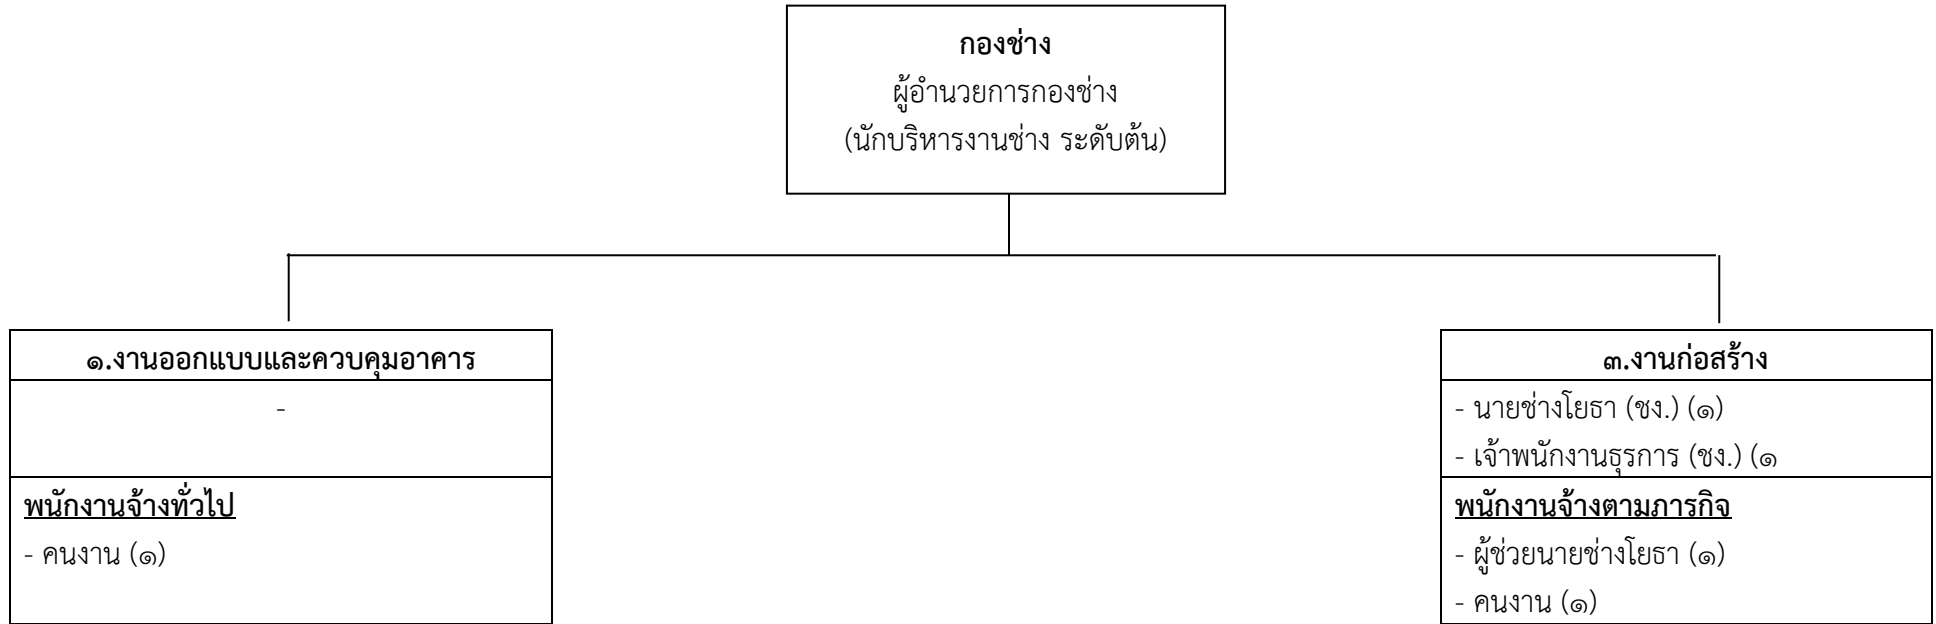 กองช่าง
ผู้อำนวยการกองช่าง
(นักบริหารงานช่าง ระดับต้น)
๑.งานออกแบบและควบคุมอาคาร
-
พนักงานจ้างทั่วไป
- คนงาน (๑)
๓.งานก่อสร้าง
- นายช่างโยธา (ชง.) (๑)
- เจ้าพนักงานธุรการ (ชง.) (๑
พนักงานจ้างตามภารกิจ
- ผู้ช่วยนายช่างโยธา (๑)
- คนงาน (๑)